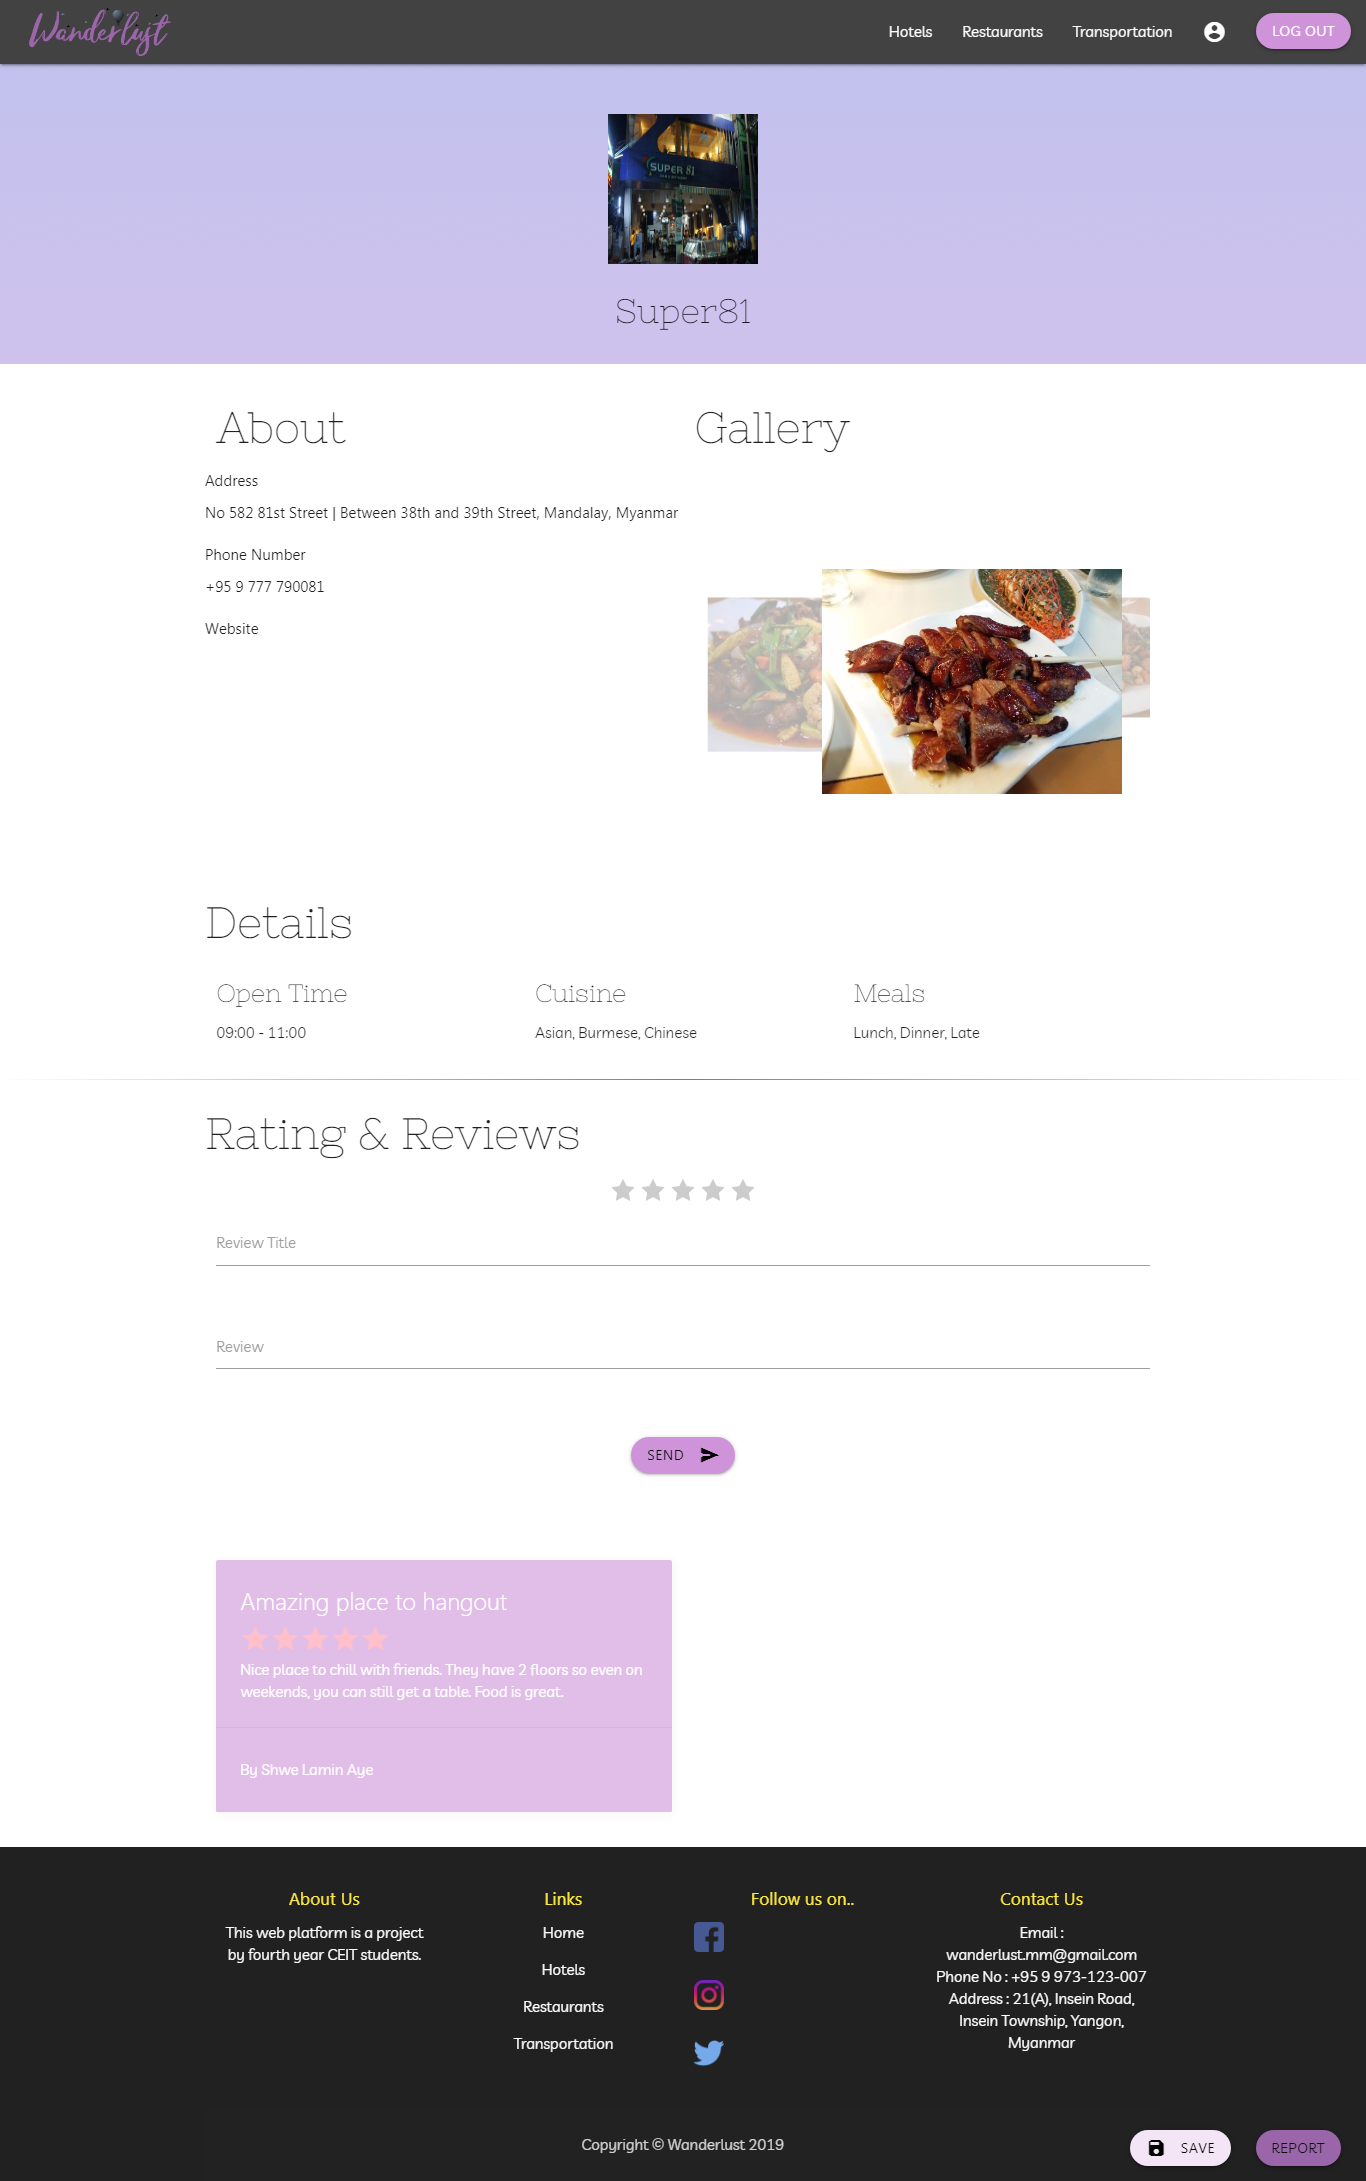 Wanderlust
Hotels
Restaurants
Transportation
LOG OUT
SUPER 81
Super81
About
Gallery
Address
No 582 81st Street | Between 38th and 39th Street, Mandalay, Myanmar
Phone Number
+95 9 777 790081
Website
Details
Open Time
Cuisine
Meals
09:00 - 11:00
Asian, Burmese, Chinese
Lunch, Dinner, Late
Rating & Reviews
Review Title
Review
SEND
Amazing place to hangout
Nice place to chill with friends. They have 2 floors so even on
weekends, you can still get a table. Food is great.
By Shwe Lamin Aye
About Us
This web platform is a project
by fourth year CEIT students.
Links
Home
Hotels
Restaurants
Transportation
Follow us on..
Contact Us
Email :
wanderlust.mm@gmail.com
Phone No : +95 9 973-123-007
Address : 21(A), Insein Road,
Insein Township, Yangon,
Myanmar
Copyright © Wanderlust 2019
SAVE
REPORT